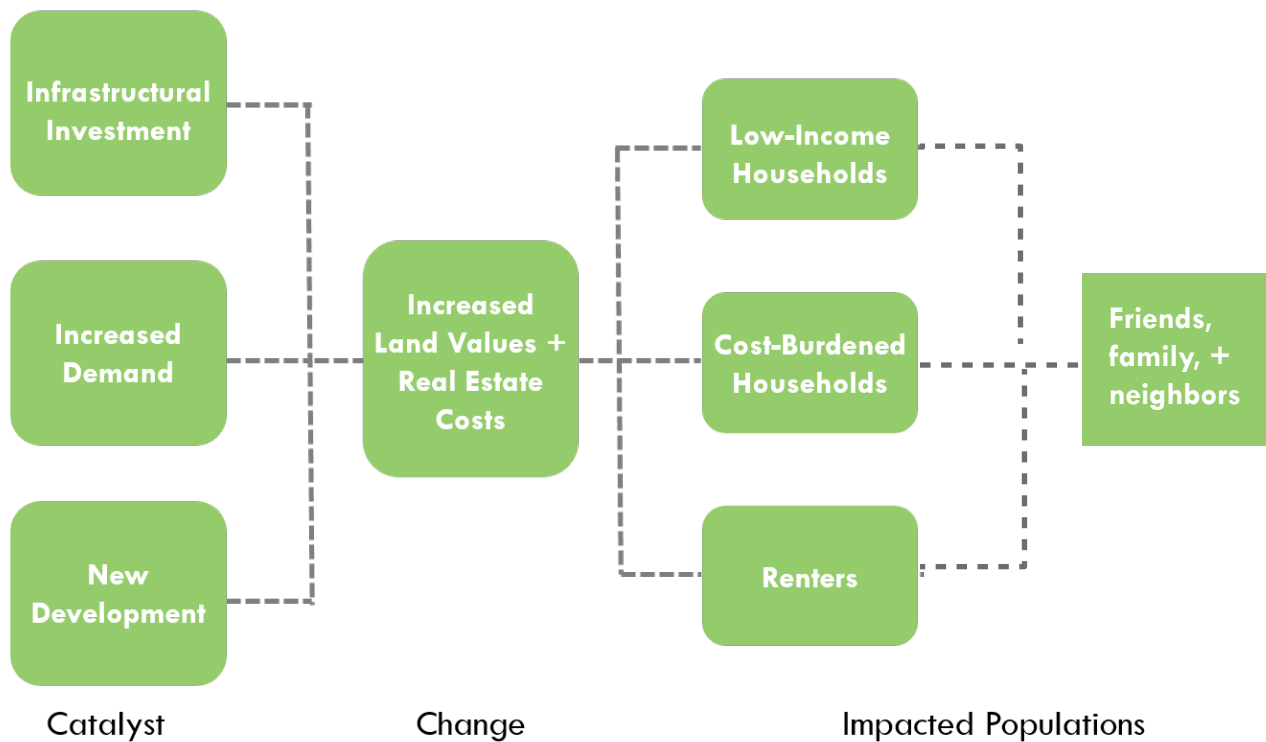 Infrastructural
Investment
Increased
Demand
New
Development
Increased
Land Values +
Real Estate
Costs
Low-Income
Households
Cost-Burdened
Households
Renters
Friends,
family, +
neighbors
Catalyst
Change
Impacted Populations